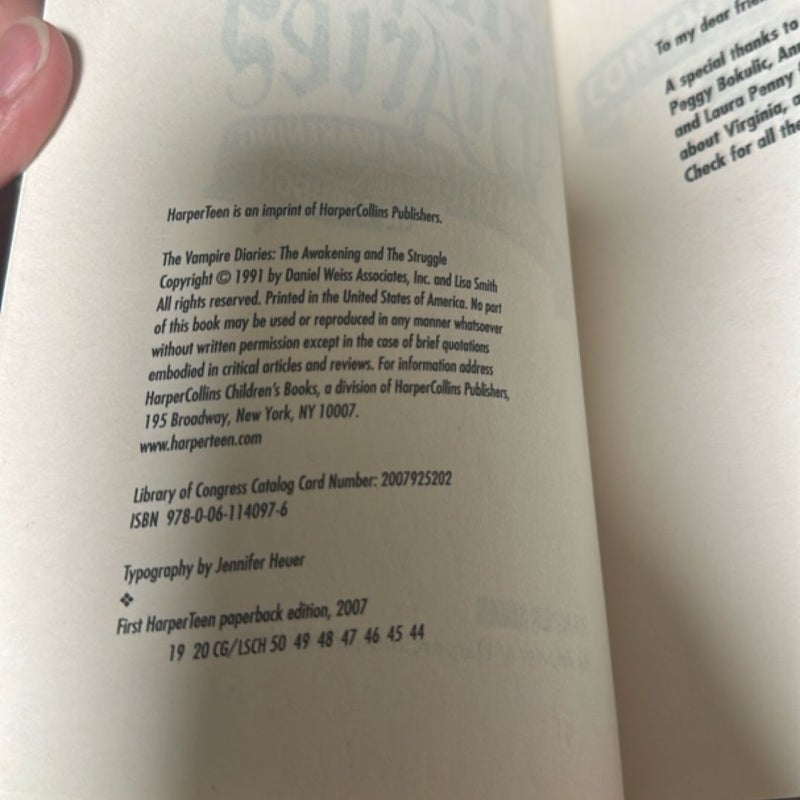 HarperTeen is an imprint of HarperCollins Publishers.
The Vampire Diaries: The Awakening and The Struggle
Copyright © 1991 by Daniel Weiss Associates, Inc. and Lisa Smith
All rights reserved. Printed in the United States of America. No part
of this book may be used or reproduced in any manner whatsoever
without written permission except in the case of brief quotations
embodied in critical articles and reviews. For information address
HarperCollins Children's Books, a division of HarperCollins Publishers,
195 Broadway, New York, NY 10007.
www.harperteen.com
Library of Congress Catalog Card Number: 2007925202
ISBN 978-0-06-114097-6
Typography by Jennifer Heuer
❖
First HarperTeen paperback edition, 2007
19 20 CG/LSCH 50 49 48 47 46 45 44
To my dear frie
A special thanks to
Peggy Bokulic, Ann
and Laura Penny
about Virginia, a
Check for all the